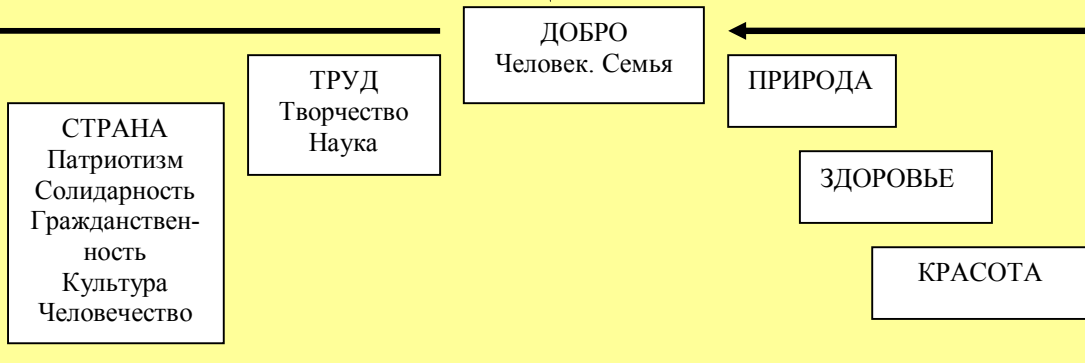 СТРАНА
Патриотизм
Солидарность
Гражданствен-
ность
Культура
Человечество
ТРУД
Творчество
Наука
ДОБРО
Человек. Семья
ПРИРОДА
ЗДОРОВЬЕ
КРАСОТА